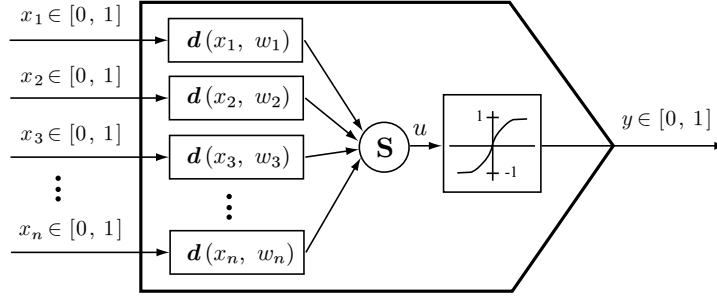 x₁ ∈ [0, 1]
d(x₁, w₁)
x₂ ∈ [0, 1]
d(x₂, w₂)
x₃ ∈ [0, 1]
d(x₃, w₃)
S
u
1
-1
y ∈ [0, 1]
⋮
⋮
xₙ ∈ [0, 1]
d(xₙ, wₙ)